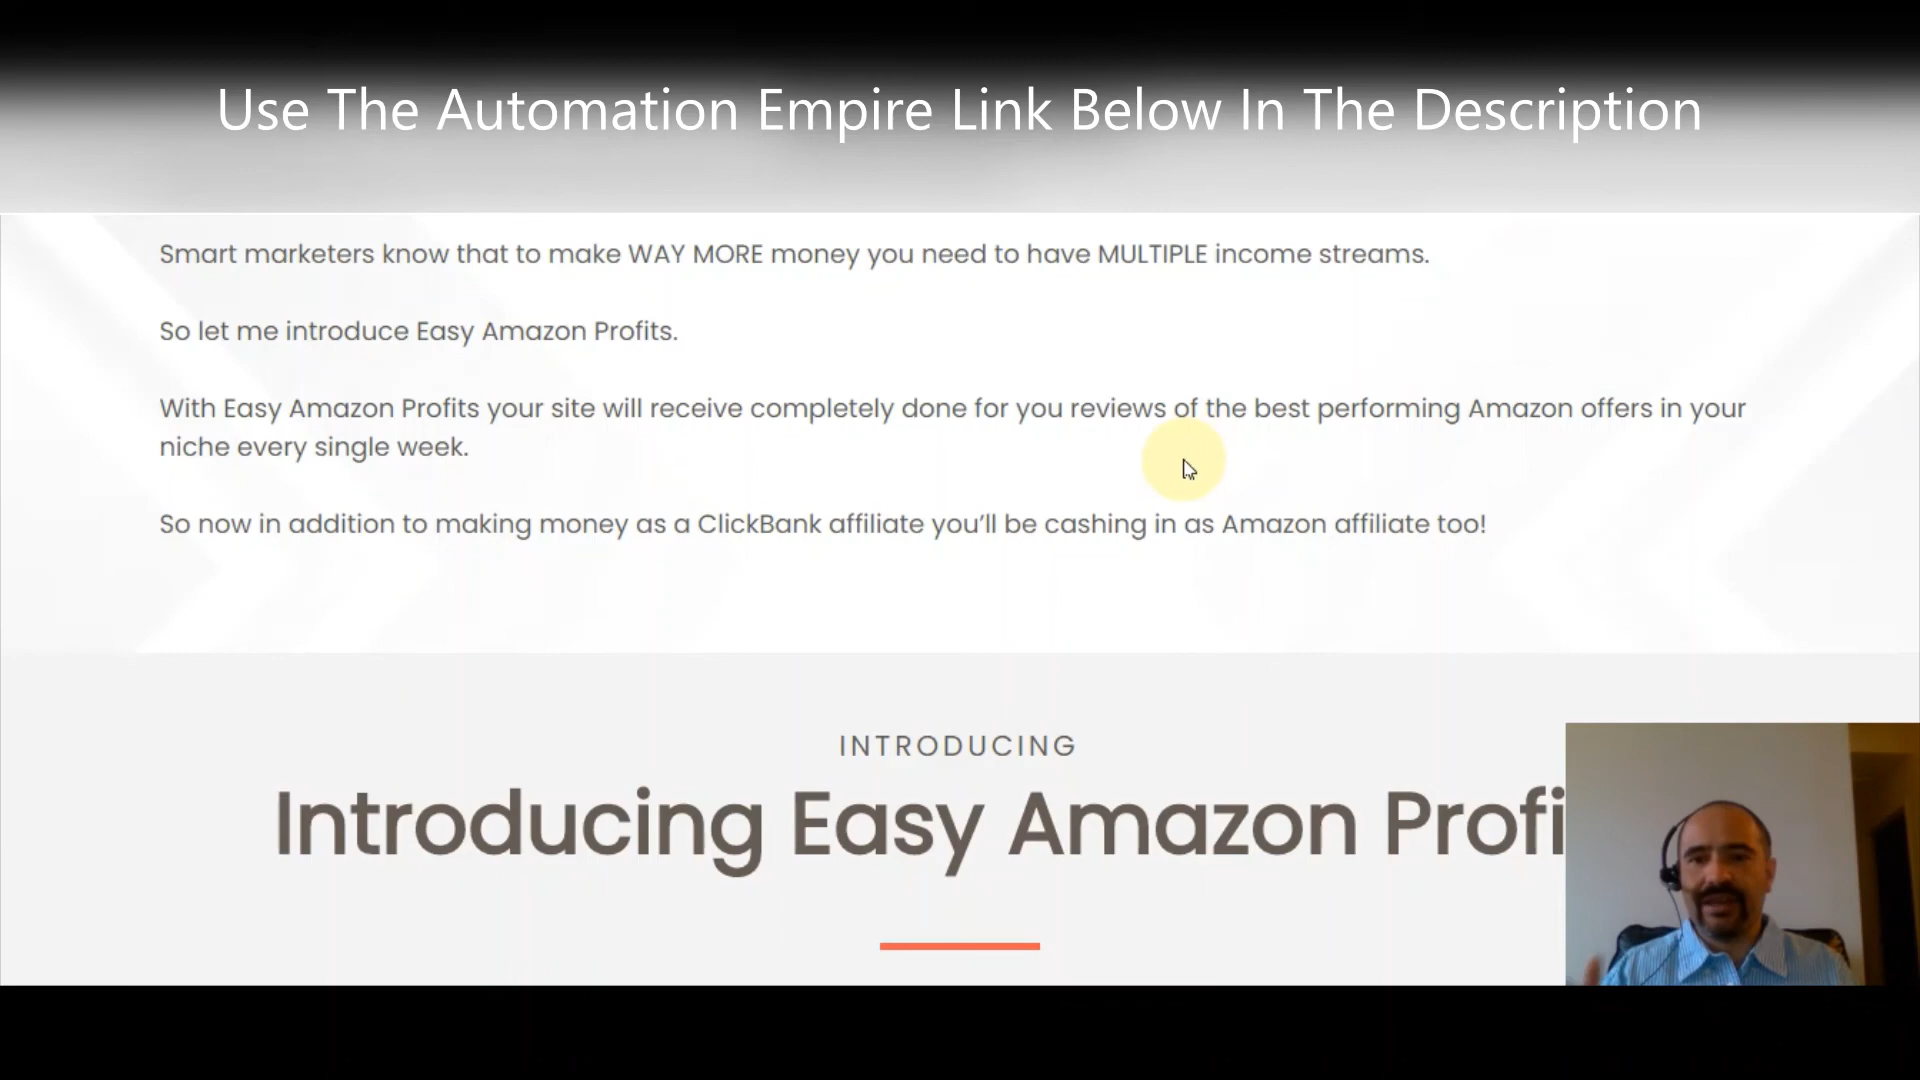 Use The Automation Empire Link Below In The Description
Smart marketers know that to make WAY MORE money you need to have MULTIPLE income streams.
So let me introduce Easy Amazon Profits.
With Easy Amazon Profits your site will receive completely done for you reviews of the best performing Amazon offers in your
niche every single week.
So now in addition to making money as a ClickBank affiliate you’ll be cashing in as Amazon affiliate too!
INTRODUCING
Introducing Easy Amazon Profi